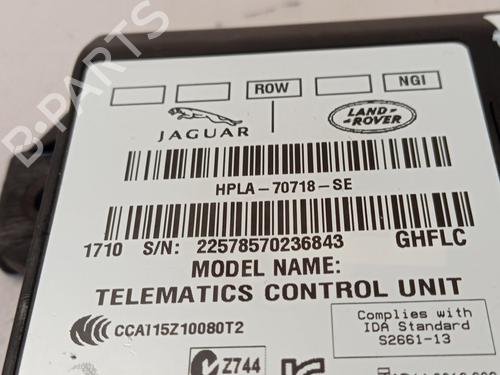 ROW
NGI
JAGUAR
LAND
ROVER
HPLA-70718-SE
1710 S/N: 22578570236843 GHFLC
MODEL NAME:
TELEMATICS CONTROL UNIT
CCAI15Z10080T2
Complies with
IDA Standard
S2661-13
Z744
B-Parts